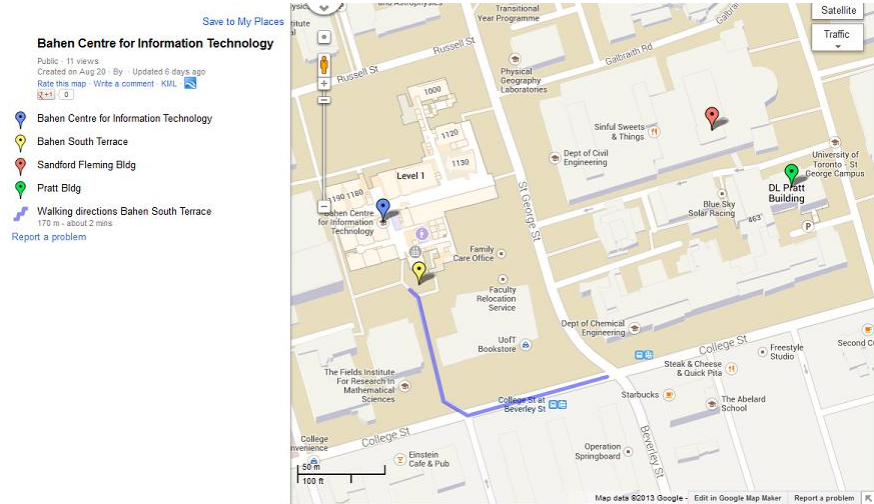 Save to My Places
Bahen Centre for Information Technology
Public · 11 views
Created on Aug 20 · By · Updated 6 days ago
Rate this map · Write a comment · KML ·
+1 0
Bahen Centre for Information Technology
Bahen South Terrace
Sandford Fleming Bldg
Pratt Bldg
Walking directions Bahen South Terrace
170 m - about 2 mins
Report a problem
Satellite
Traffic
Transitional
Year Programme
Galbraith Rd
Russell St
Russell St
Physical
Geography
Laboratories
1000
1120
1130
Level 1
1190
1180
Sinful Sweets
& Things
Dept of Civil
Engineering
University of
Toronto - St
George Campus
DL Pratt
Building
Blue Sky
Solar Racing
463
P
Bahen Centre
for Information
Technology
St George St
Family
Care Office
Faculty
Relocation
Service
Dept of Chemical
Engineering
UofT
Bookstore
College St
Freestyle
Studio
Steak & Cheese
& Quick Pita
The Fields Institute
For Research In
Mathematical
Sciences
Starbucks
The Abelard
School
College St at
Beverley St
College St
Beverley St
Einstein
Cafe & Pub
Operation
Springboard
50 m
100 ft
Map data ©2013 Google -
Edit in Google Map Maker
Report a problem